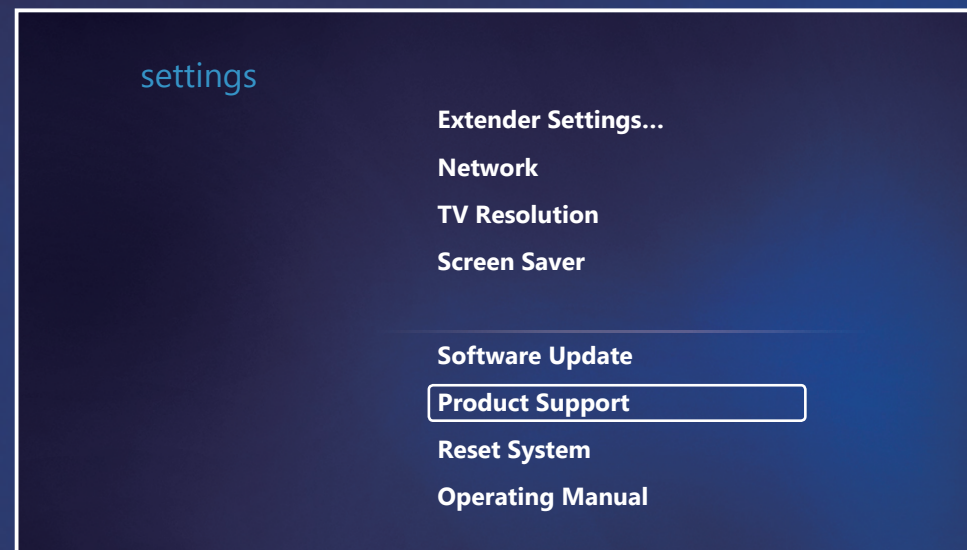 settings
Extender Settings...
Network
TV Resolution
Screen Saver
Software Update
Product Support
Reset System
Operating Manual